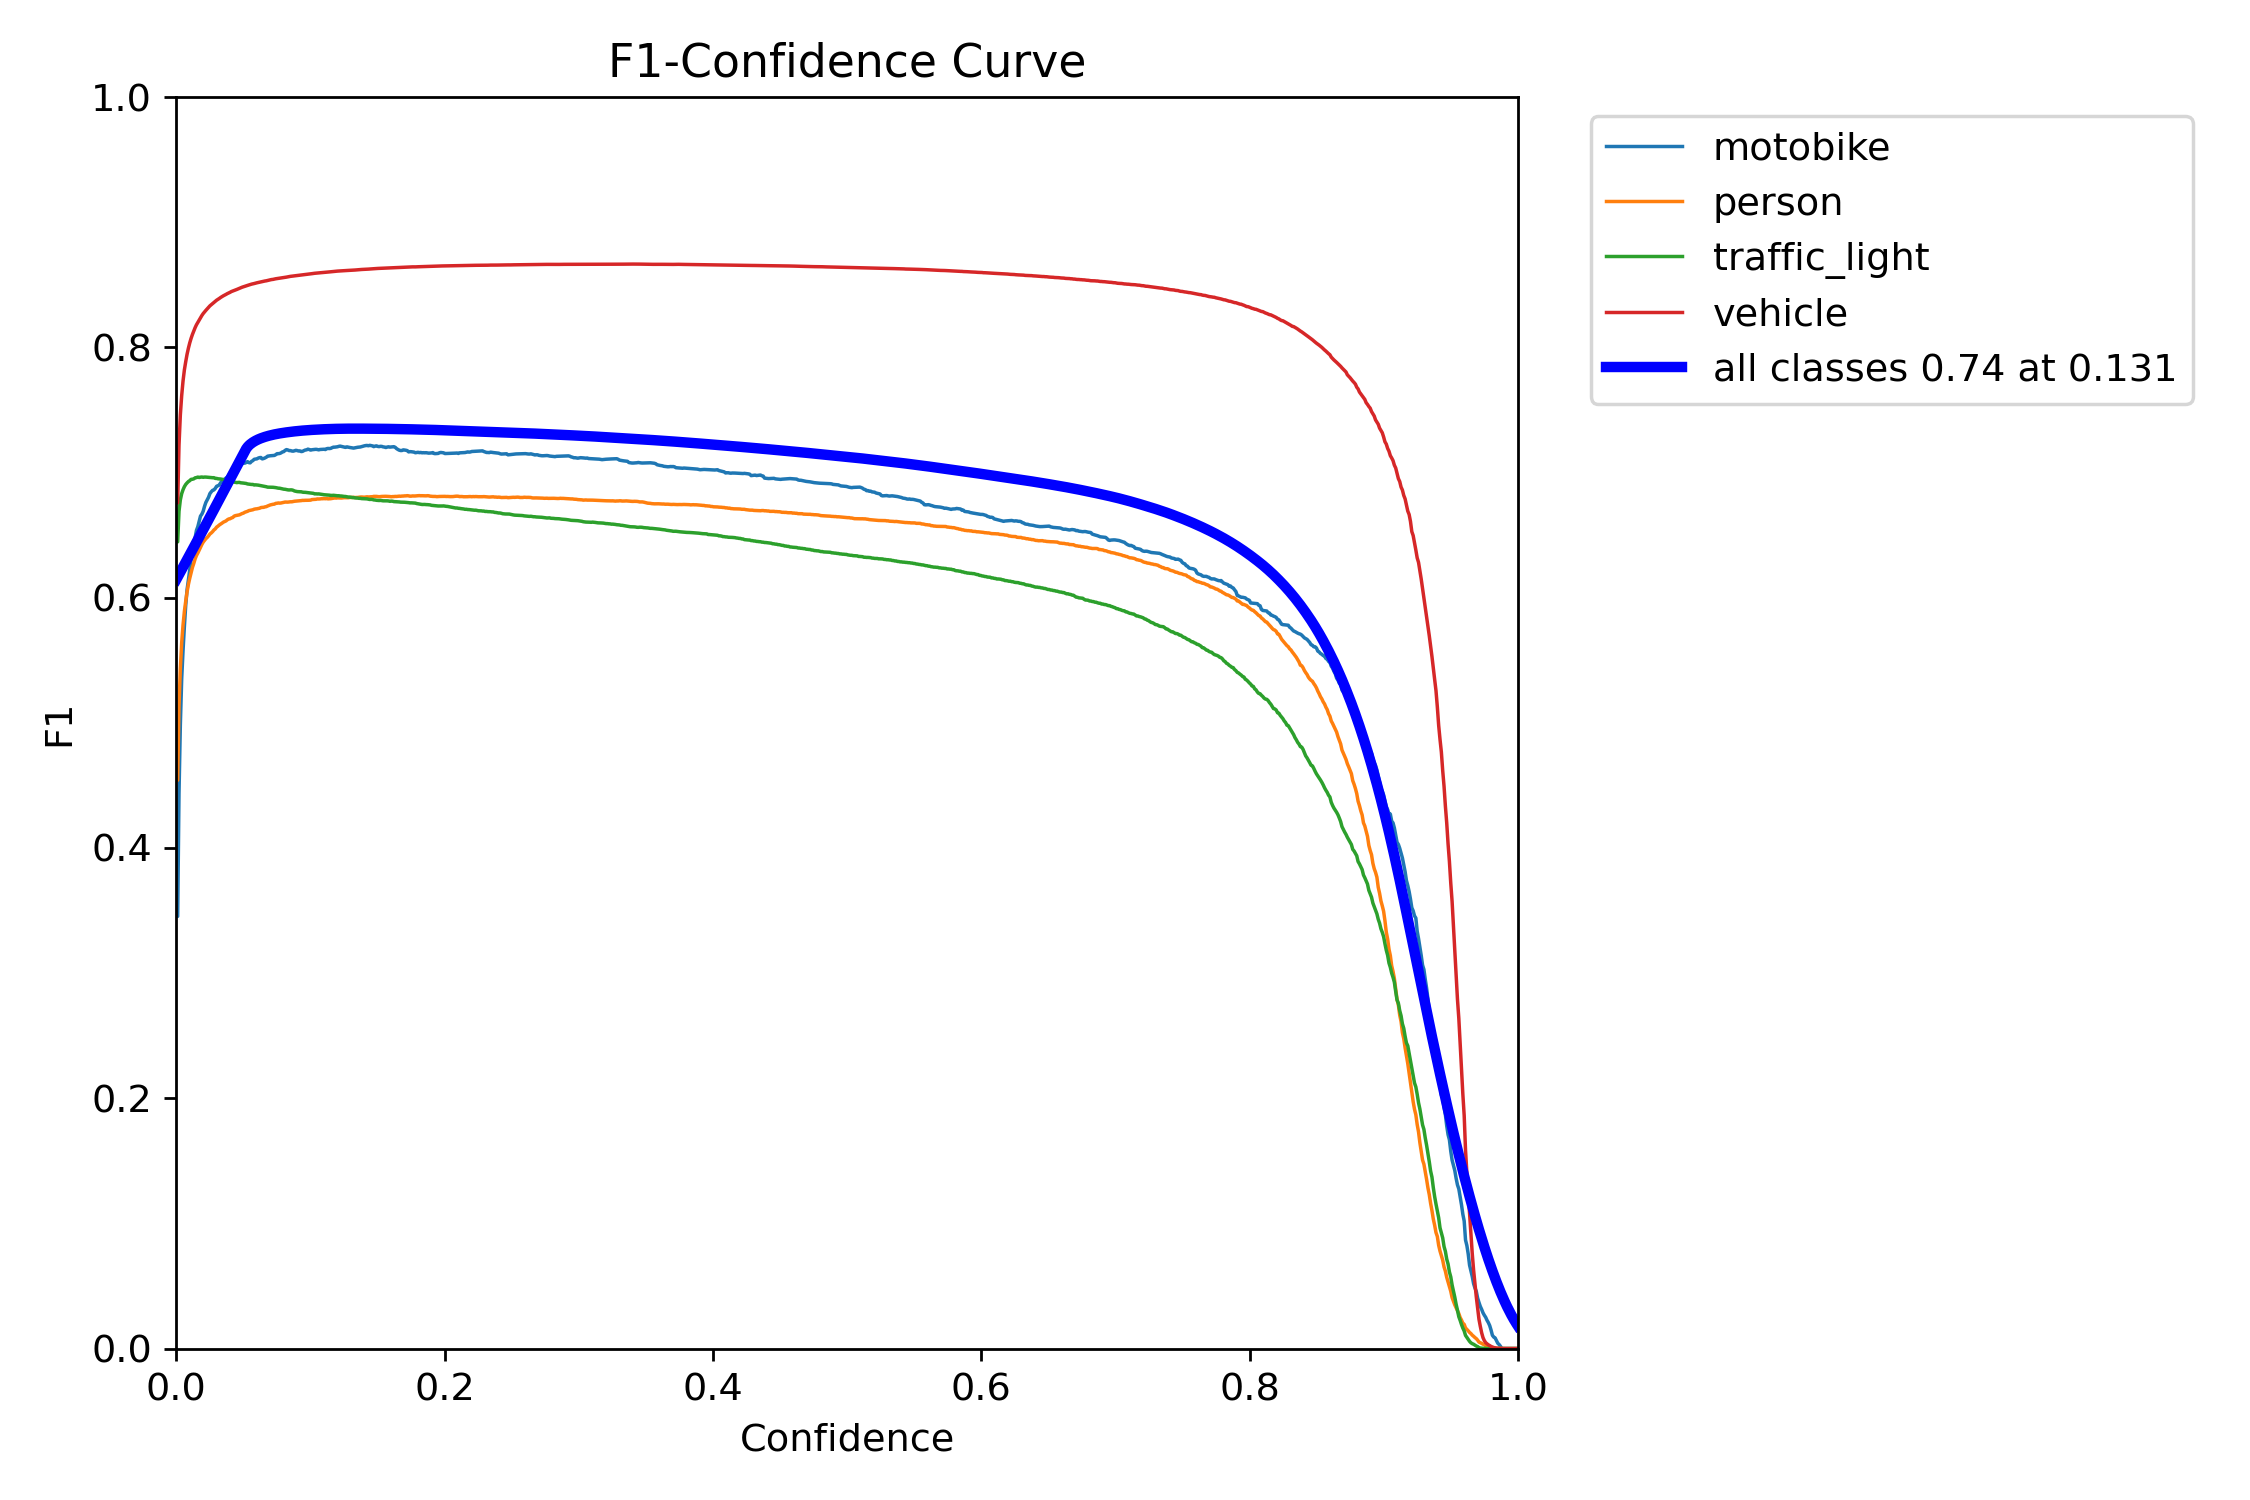 F1-Confidence Curve
1.0
0.8
0.6
0.4
0.2
0.0
F1
0.0 0.2 0.4 0.6 0.8 1.0
Confidence
motobike
person
traffic_light
vehicle
all classes 0.74 at 0.131